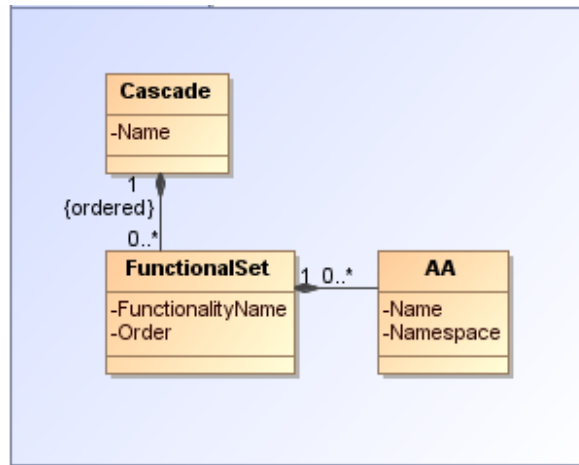 Cascade
-Name
1
{ordered}
0..*
FunctionalSet
-FunctionalityName
-Order
1 0..*
AA
-Name
-Namespace